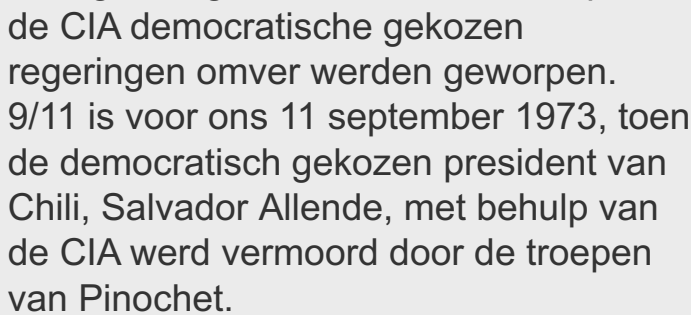 de CIA democratische gekozen
regeringen omver werden geworpen.
9/11 is voor ons 11 september 1973, toen
de democratisch gekozen president van
Chili, Salvador Allende, met behulp van
de CIA werd vermoord door de troepen
van Pinochet.